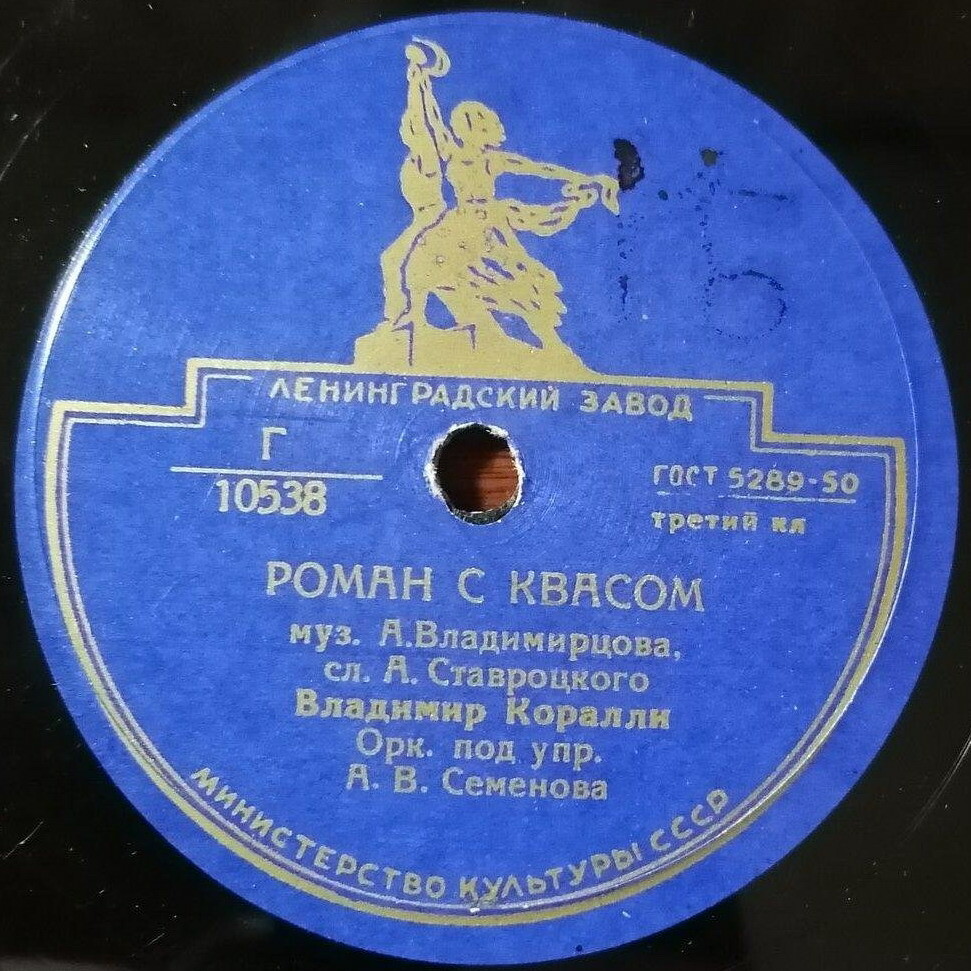 ЛЕНИНГРАДСКИЙ ЗАВОД
Г
10538
ГОСТ 5289-50
третий кл
РОМАН С КВАСОМ
муз. А.Владимирцова,
сл. А. Ставроцкого
Владимир Коралли
Орк. под упр.
А. В. Семенова
МИНИСТЕРСТВО КУЛЬТУРЫ СССР